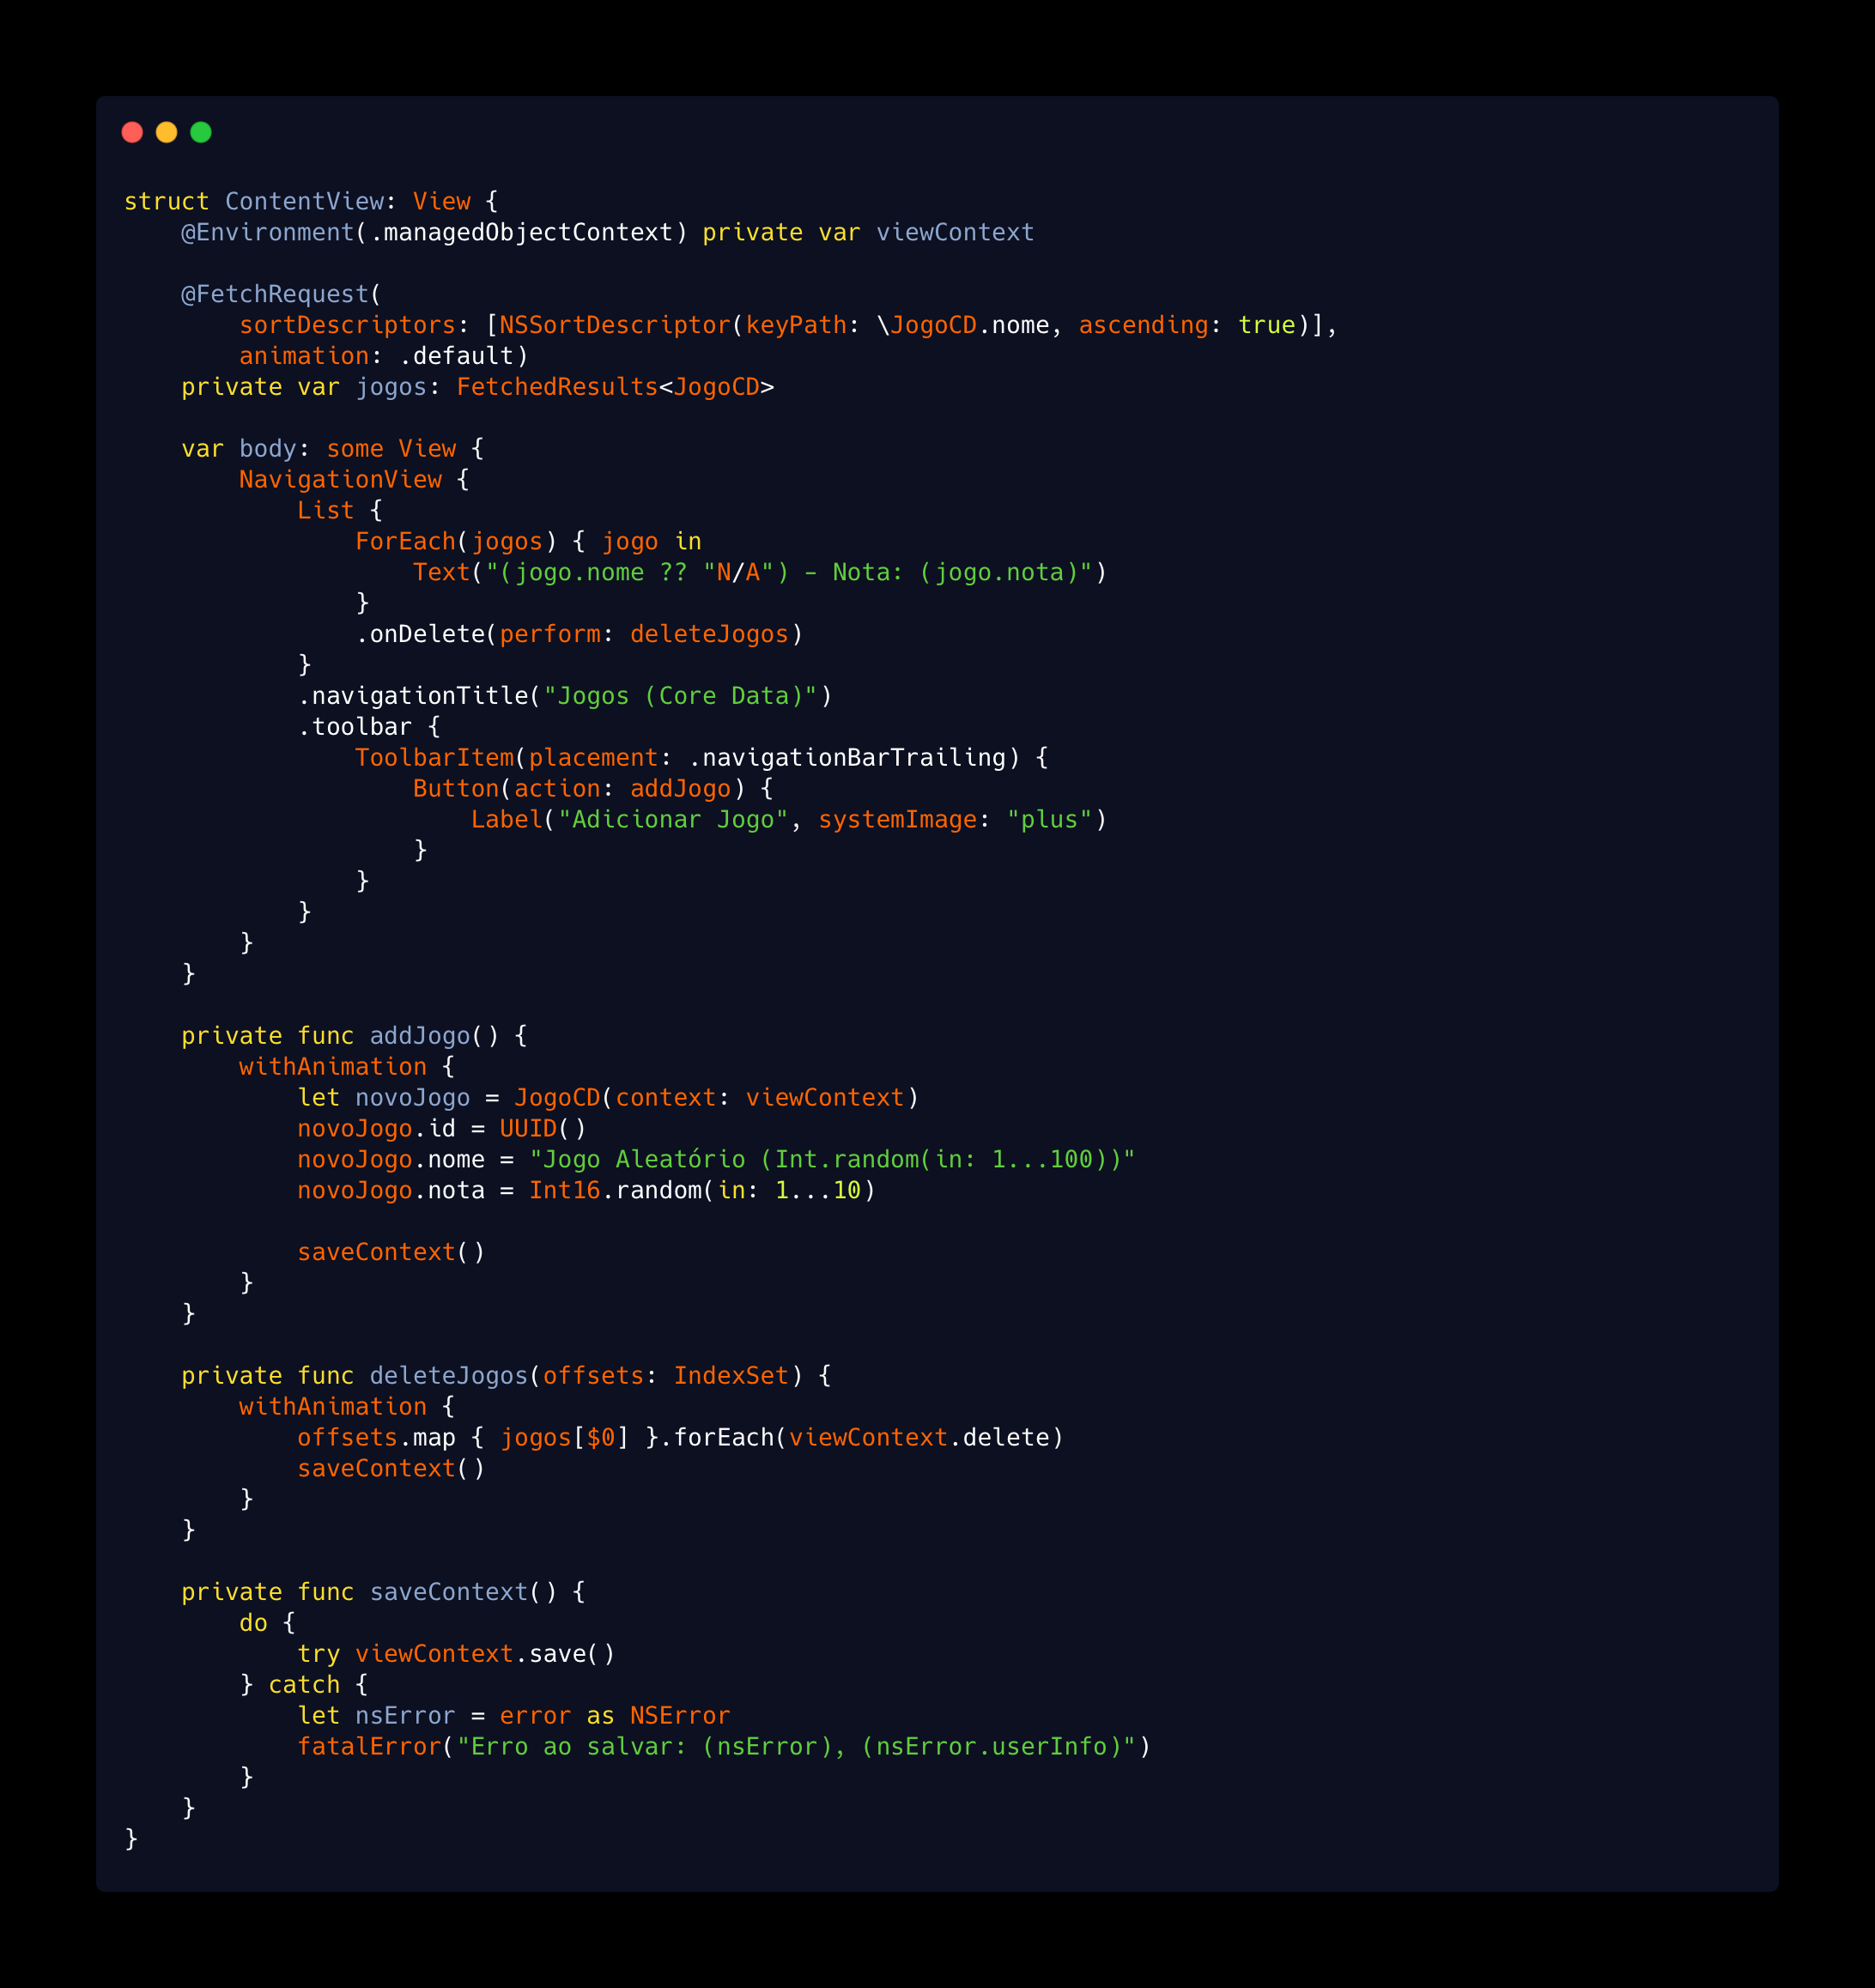 struct ContentView: View {
    @Environment(.managedObjectContext) private var viewContext

    @FetchRequest(
        sortDescriptors: [NSSortDescriptor(keyPath: \JogoCD.nome, ascending: true)],
        animation: .default)
    private var jogos: FetchedResults<JogoCD>

    var body: some View {
        NavigationView {
            List {
                ForEach(jogos) { jogo in
                    Text("(jogo.nome ?? "N/A") – Nota: (jogo.nota)")
                }
                .onDelete(perform: deleteJogos)
            }
            .navigationTitle("Jogos (Core Data)")
            .toolbar {
                ToolbarItem(placement: .navigationBarTrailing) {
                    Button(action: addJogo) {
                        Label("Adicionar Jogo", systemImage: "plus")
                    }
                }
            }
        }
    }

    private func addJogo() {
        withAnimation {
            let novoJogo = JogoCD(context: viewContext)
            novoJogo.id = UUID()
            novoJogo.nome = "Jogo Aleatório (Int.random(in: 1...100))"
            novoJogo.nota = Int16.random(in: 1...10)

            saveContext()
        }
    }

    private func deleteJogos(offsets: IndexSet) {
        withAnimation {
            offsets.map { jogos[$0] }.forEach(viewContext.delete)
            saveContext()
        }
    }

    private func saveContext() {
        do {
            try viewContext.save()
        } catch {
            let nsError = error as NSError
            fatalError("Erro ao salvar: (nsError), (nsError.userInfo)")
        }
    }
}